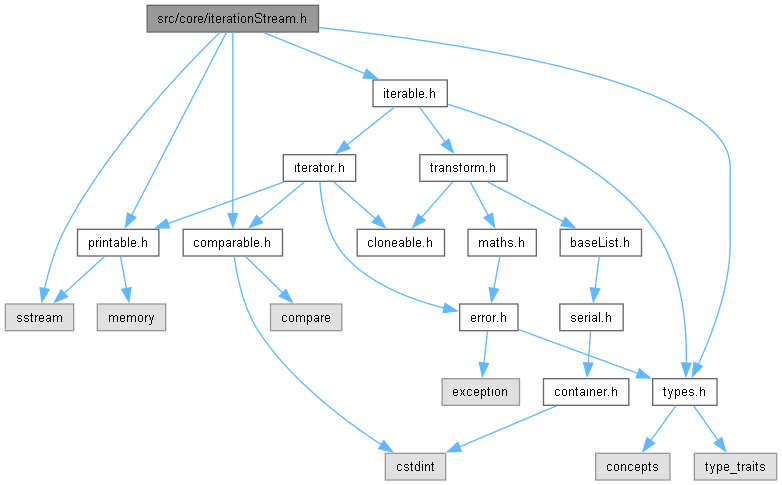 src/core/iterationStream.h
iterable.h
iterator.h
transform.h
printable.h
comparable.h
cloneable.h
maths.h
baseList.h
sstream
memory
compare
error.h
serial.h
exception
container.h
types.h
cstdint
concepts
type_traits